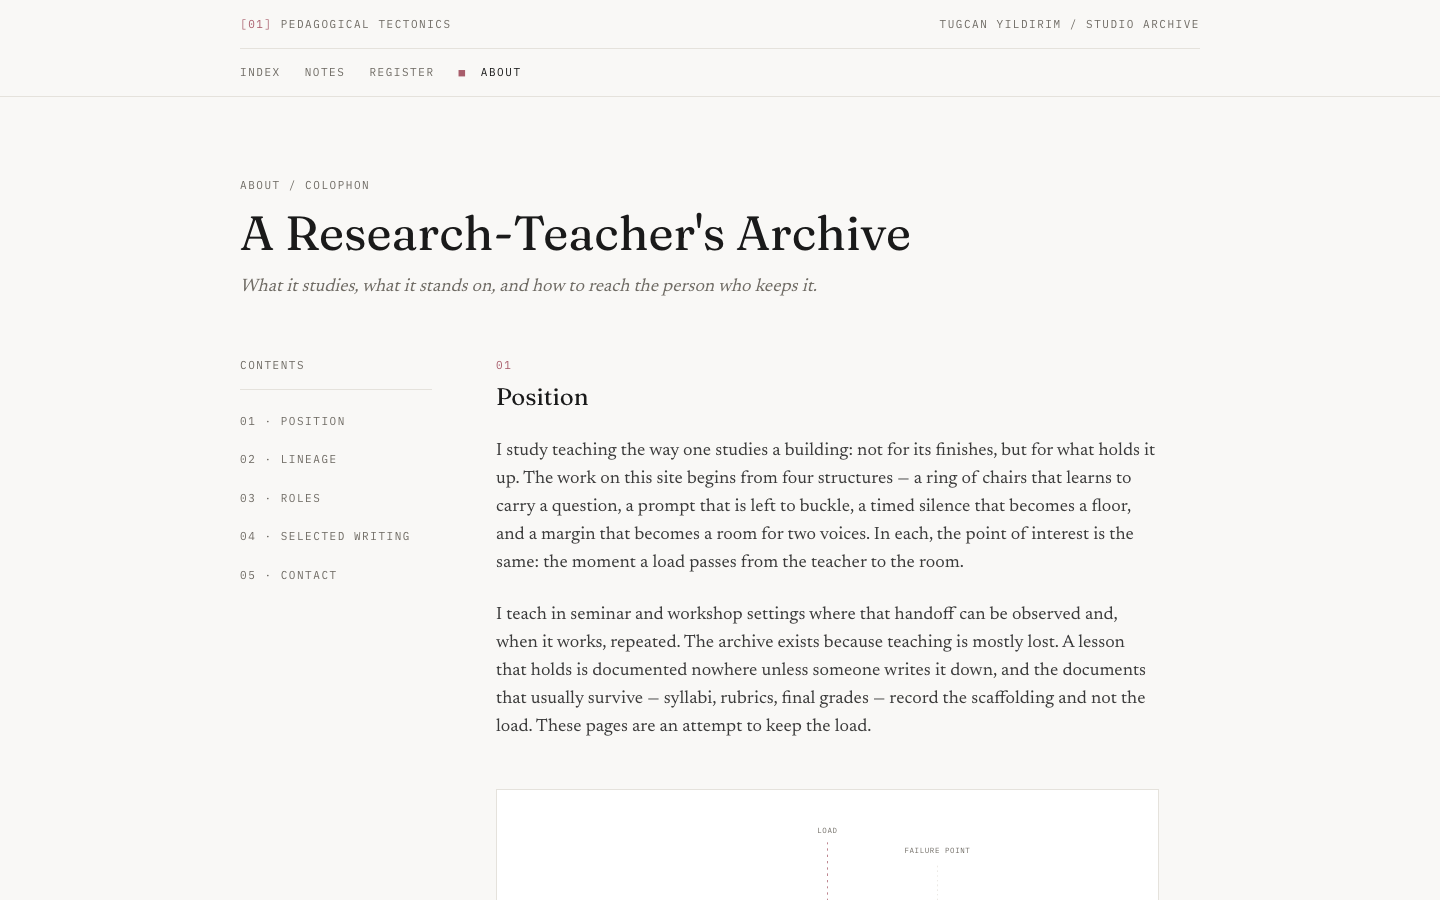 [01] PEDAGOGICAL TECTONICS
TUGCAN YILDIRIM / STUDIO ARCHIVE
INDEX NOTES REGISTER ■ ABOUT
ABOUT / COLOPHON
A Research-Teacher's Archive
What it studies, what it stands on, and how to reach the person who keeps it.
CONTENTS
01 · POSITION
02 · LINEAGE
03 · ROLES
04 · SELECTED WRITING
05 · CONTACT
01
Position
I study teaching the way one studies a building: not for its finishes, but for what holds it
up. The work on this site begins from four structures — a ring of chairs that learns to
carry a question, a prompt that is left to buckle, a timed silence that becomes a floor,
and a margin that becomes a room for two voices. In each, the point of interest is the
same: the moment a load passes from the teacher to the room.
I teach in seminar and workshop settings where that handoff can be observed and,
when it works, repeated. The archive exists because teaching is mostly lost. A lesson
that holds is documented nowhere unless someone writes it down, and the documents
that usually survive — syllabi, rubrics, final grades — record the scaffolding and not the
load. These pages are an attempt to keep the load.
LOAD
FAILURE POINT